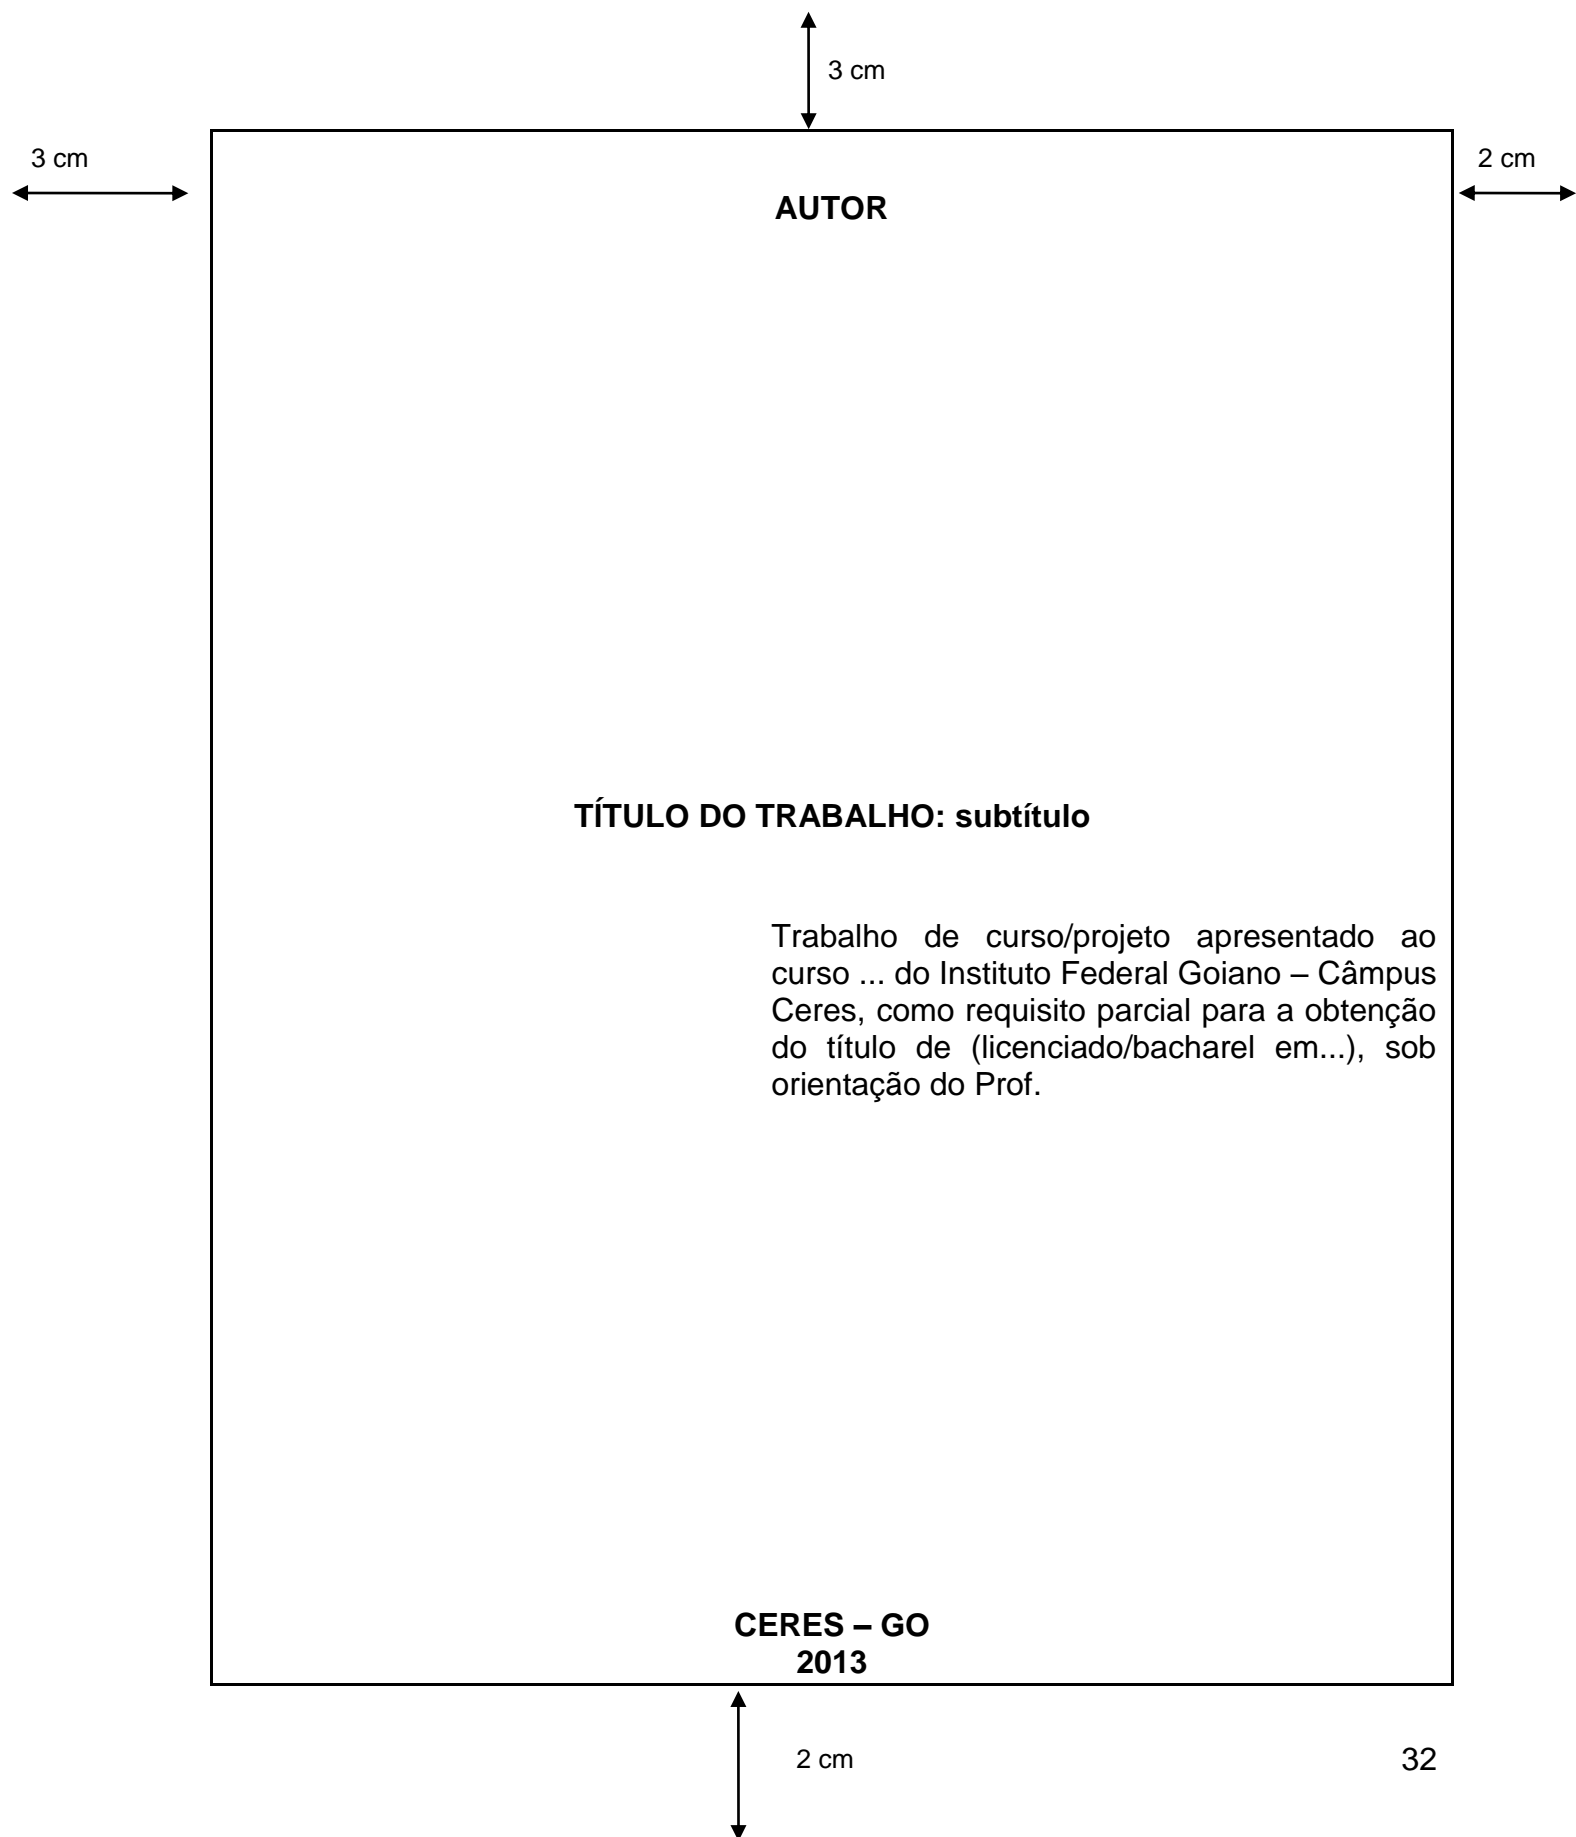 3 cm
3 cm
2 cm
AUTOR
TÍTULO DO TRABALHO: subtítulo
Trabalho de curso/projeto apresentado ao
curso ... do Instituto Federal Goiano – Câmpus
Ceres, como requisito parcial para a obtenção
do título de (licenciado/bacharel em...), sob
orientação do Prof.
CERES – GO
2013
2 cm
32